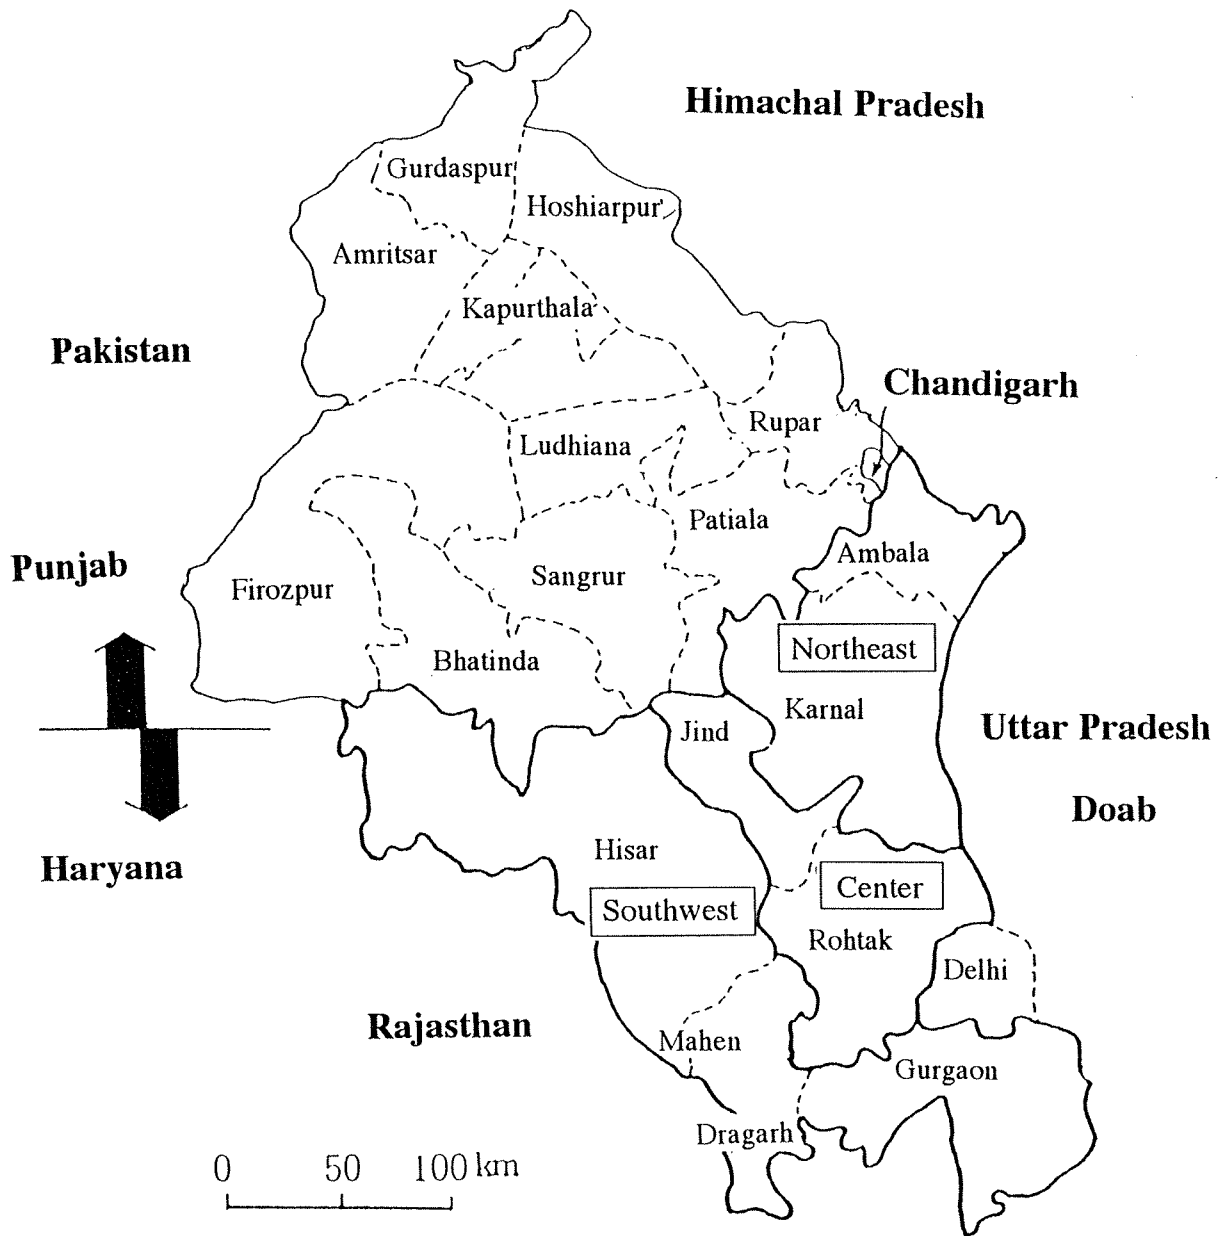 Himachal Pradesh
Gurdaspur
Hoshiarpur
Amritsar
Kapurthala
Pakistan
Chandigarh
Rupar
Ludhiana
Patiala
Ambala
Punjab
Firozpur
Sangrur
Northeast
Bhatinda
Karnal
Jind
Uttar Pradesh
Doab
Haryana
Hisar
Center
Southwest
Rohtak
Delhi
Rajasthan
Mahen
Gurgaon
Dragarh
0 50 100 km